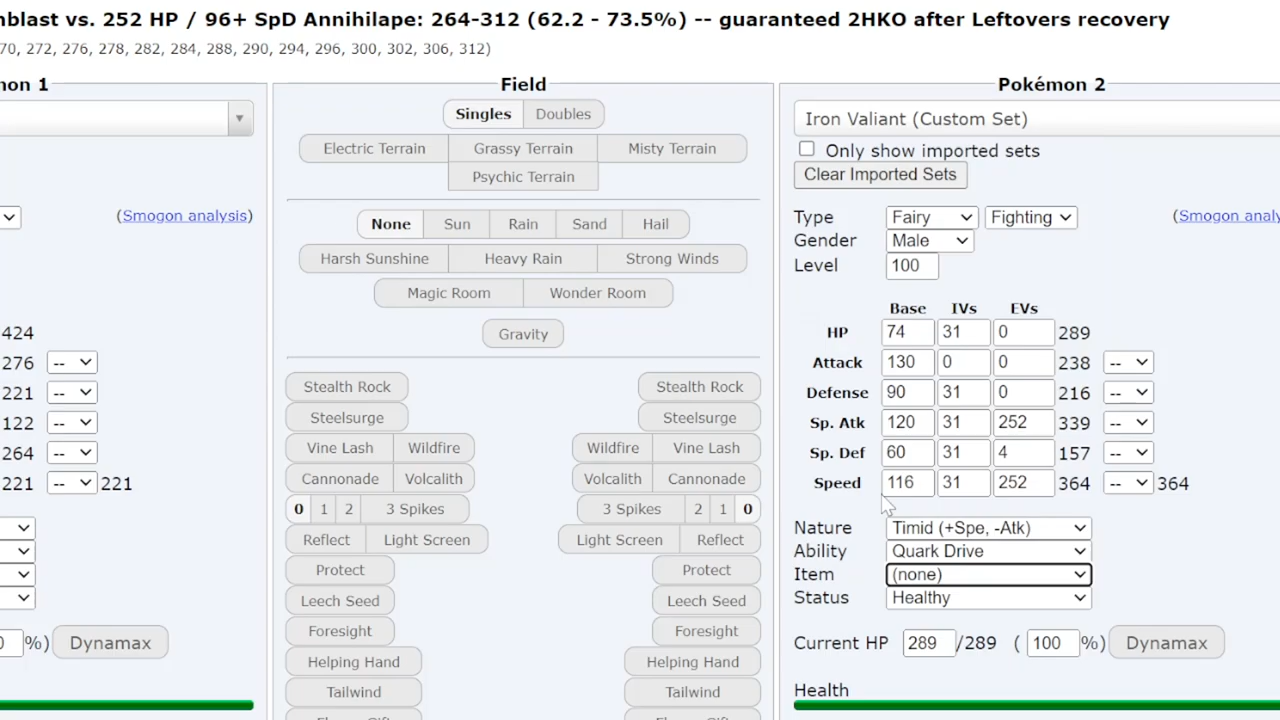 nblast vs. 252 HP / 96+ SpD Annihilape: 264-312 (62.2 - 73.5%) -- guaranteed 2HKO after Leftovers recovery
70, 272, 276, 278, 282, 284, 288, 290, 294, 296, 300, 302, 306, 312)
non 1
Field
Pokémon 2
Singles Doubles
Iron Valiant (Custom Set)
Electric Terrain Grassy Terrain Misty Terrain
Only show imported sets
Psychic Terrain
Clear Imported Sets
(Smogon analysis)
None Sun Rain Sand Hail
Type Fairy Fighting
(Smogon analy
Gender Male
Harsh Sunshine Heavy Rain Strong Winds
Level 100
Magic Room Wonder Room
Base IVs EVs
Gravity
424
HP 74 31 0 289
276 --
Attack 130 0 0 238 --
221 --
Stealth Rock Stealth Rock
Defense 90 31 0 216 --
122 --
Steelsurge Steelsurge
Sp. Atk 120 31 252 339 --
264 --
Vine Lash Wildfire Wildfire Vine Lash
Sp. Def 60 31 4 157 --
221 -- 221
Cannonade Volcalith Volcalith Cannonade
Speed 116 31 252 364 -- 364
0 1 2 3 Spikes 3 Spikes 2 1 0
Nature Timid (+Spe, -Atk)
Reflect Light Screen Light Screen Reflect
Ability Quark Drive
Protect Protect
Item (none)
Leech Seed Leech Seed
Status Healthy
Foresight Foresight
0 %) Dynamax
Current HP 289 /289 ( 100 %) Dynamax
Helping Hand Helping Hand
Tailwind Tailwind
Health